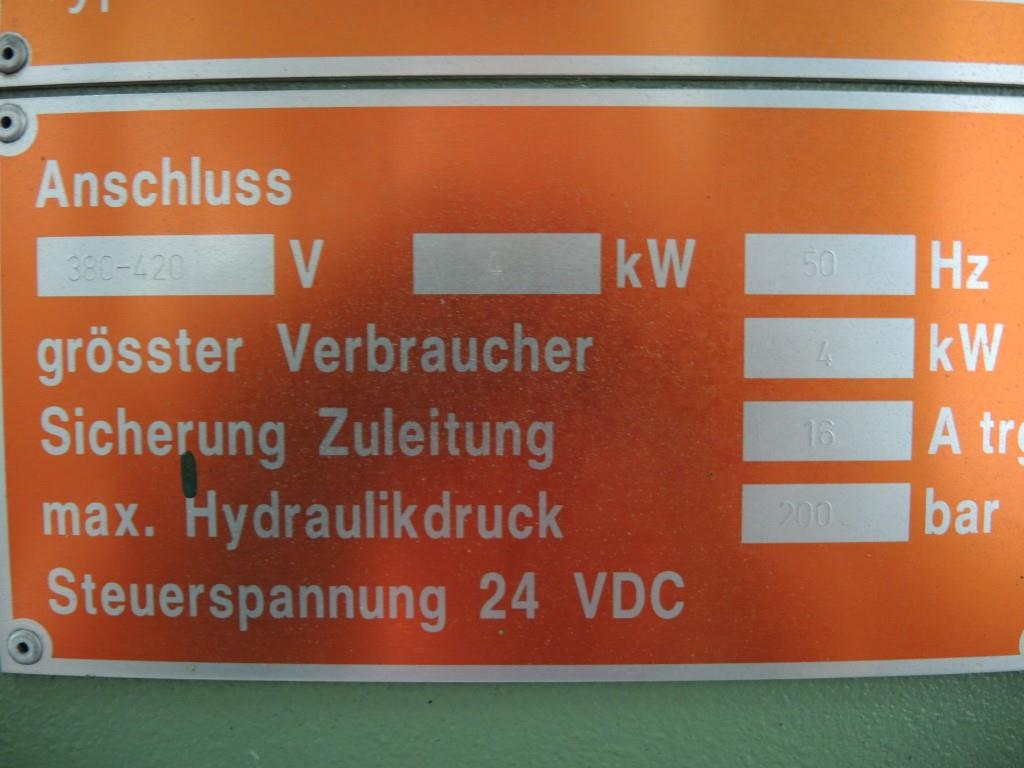 Anschluss
380-420 V 4 kW 50 Hz
grösster Verbraucher 4 kW
Sicherung Zuleitung 16 A trg
max. Hydraulikdruck 200 bar
Steuerspannung 24 VDC